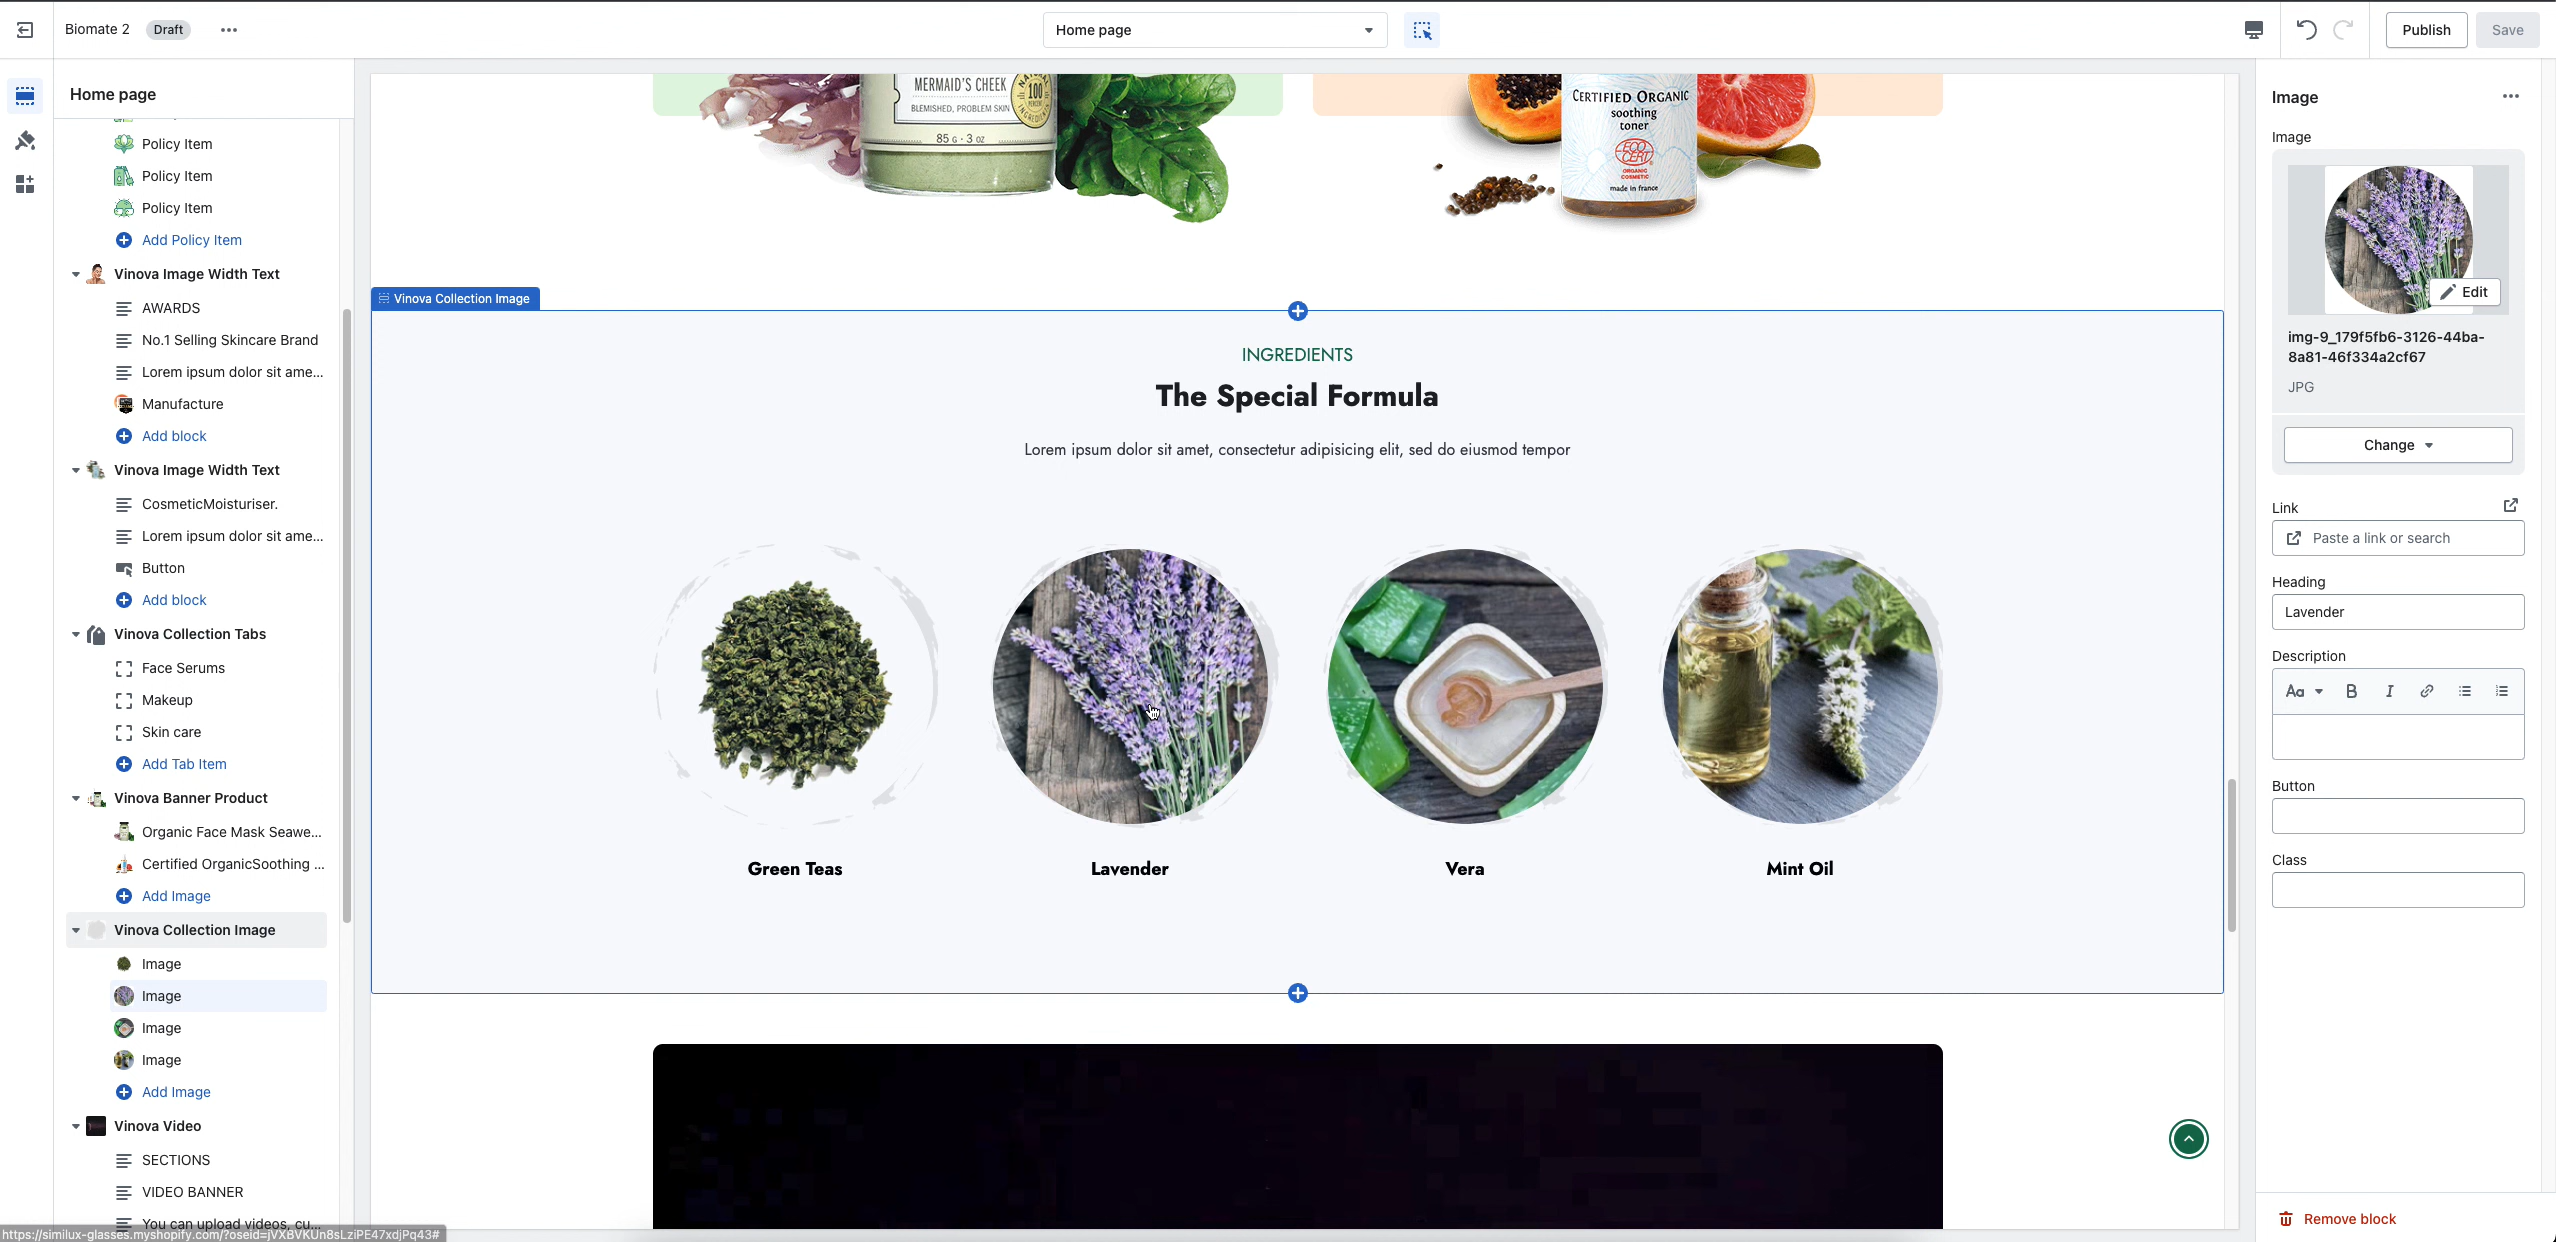 Biomate 2
Draft
Home page
Publish
Save
Home page
Policy Item
Policy Item
Policy Item
Add Policy Item
Vinova Image Width Text
AWARDS
No.1 Selling Skincare Brand
Lorem ipsum dolor sit ame...
Manufacture
Add block
Vinova Image Width Text
CosmeticMoisturiser.
Lorem ipsum dolor sit ame...
Button
Add block
Vinova Collection Tabs
Face Serums
Makeup
Skin care
Add Tab Item
Vinova Banner Product
Organic Face Mask Seawe...
Certified OrganicSoothing ...
Add Image
Vinova Collection Image
Image
Image
Image
Image
Add Image
Vinova Video
SECTIONS
VIDEO BANNER
You can upload videos, cu...
https://similux-glasses.myshopify.com/?oseid=jVXBVKUn8sLziPE47xdjPq43#
MERMAID'S CHEEK
BLEMISHED, PROBLEM SKIN
100
85 G · 3 OZ
CERTIFIED ORGANIC
soothing
toner
ECO
CERT
ORGANIC
COSMETIC
made in france
Vinova Collection Image
INGREDIENTS
The Special Formula
Lorem ipsum dolor sit amet, consectetur adipisicing elit, sed do eiusmod tempor
Green Teas
Lavender
Vera
Mint Oil
Image
Image
Edit
img-9_179f5fb6-3126-44ba-
8a81-46f334a2cf67
JPG
Change
Link
Paste a link or search
Heading
Lavender
Description
Aa
B
I
Button
Class
Remove block